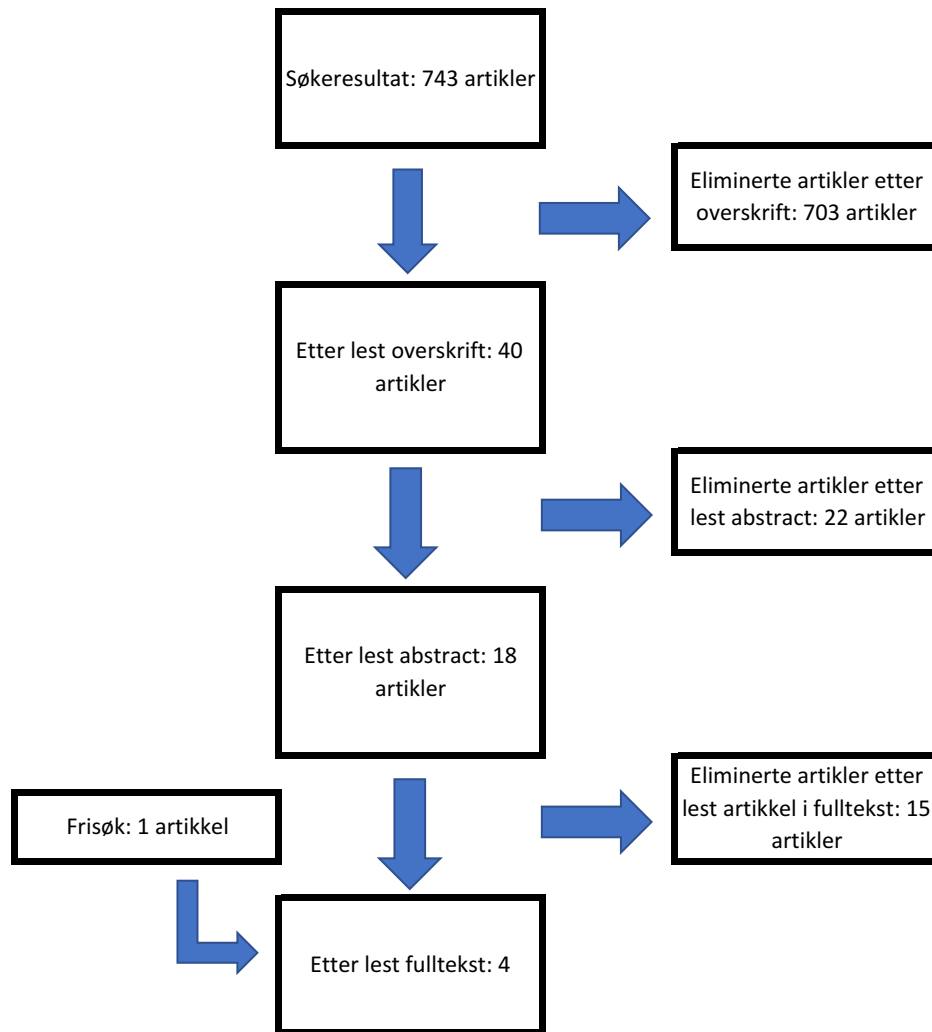 Søkeresultat: 743 artikler
Eliminerte artikler etter
overskrift: 703 artikler
Etter lest overskrift: 40
artikler
Eliminerte artikler etter
lest abstract: 22 artikler
Etter lest abstract: 18
artikler
Eliminerte artikler etter
lest artikkel i fulltekst: 15
artikler
Frisøk: 1 artikkel
Etter lest fulltekst: 4